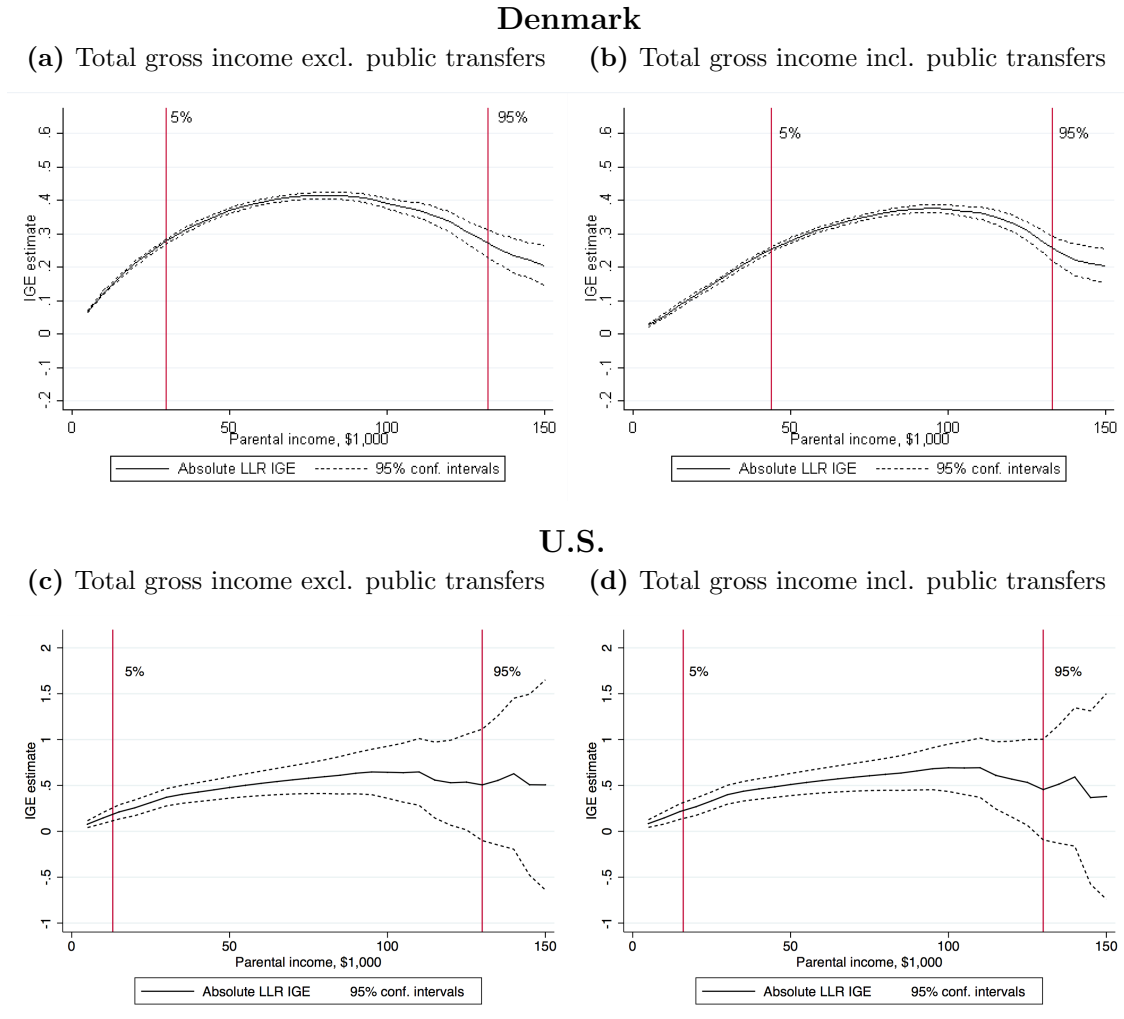 Denmark
(a) Total gross income excl. public transfers
(b) Total gross income incl. public transfers
5%
95%
.6
.5
.4
.3
.2
.1
0
-.1
-.2
IGE estimate
0
50
100
150
Parental income, $1,000
Absolute LLR IGE
95% conf. intervals
5%
95%
.6
.5
.4
.3
.2
.1
0
-.1
-.2
IGE estimate
0
50
100
150
Parental income, $1,000
Absolute LLR IGE
95% conf. intervals
U.S.
(c) Total gross income excl. public transfers
(d) Total gross income incl. public transfers
5%
95%
2
1.5
1
.5
0
-.5
-1
IGE estimate
0
50
100
150
Parental income, $1,000
Absolute LLR IGE
95% conf. intervals
5%
95%
2
1.5
1
.5
0
-.5
-1
IGE estimate
0
50
100
150
Parental income, $1,000
Absolute LLR IGE
95% conf. intervals